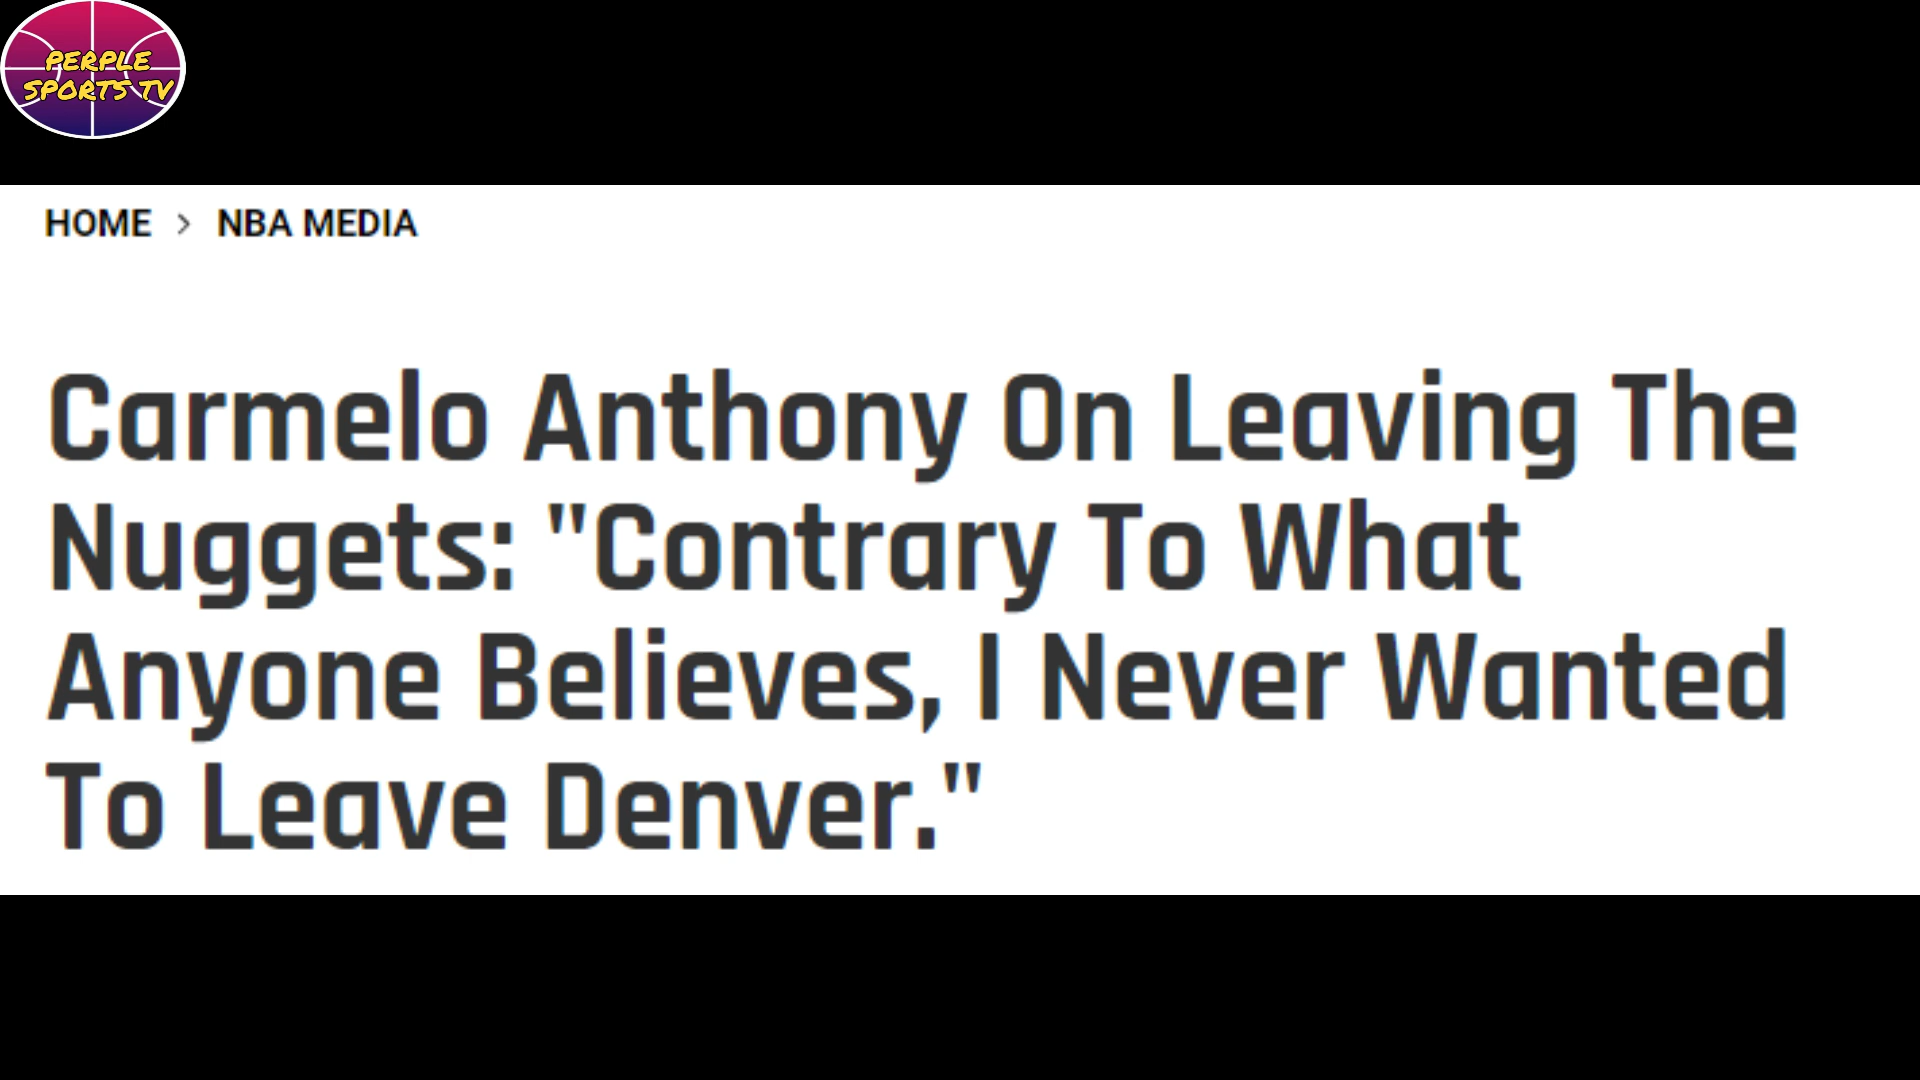 PERPLE
SPORTS TV
HOME > NBA MEDIA
Carmelo Anthony On Leaving The
Nuggets: "Contrary To What
Anyone Believes, I Never Wanted
To Leave Denver."